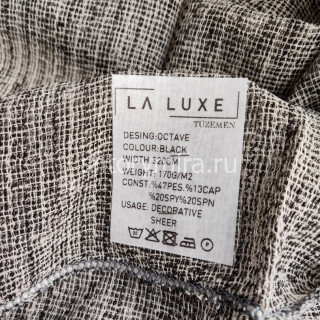 LA LUXE
TUZEMEN
DESING:OCTAVE
COLOUR:BLACK
WIDTH:320CM
WEIGHT:170G/M2
CONST:%47PES.%13CAP
%20SPY%20SPN
USAGE: DECORATIVE
SHEER